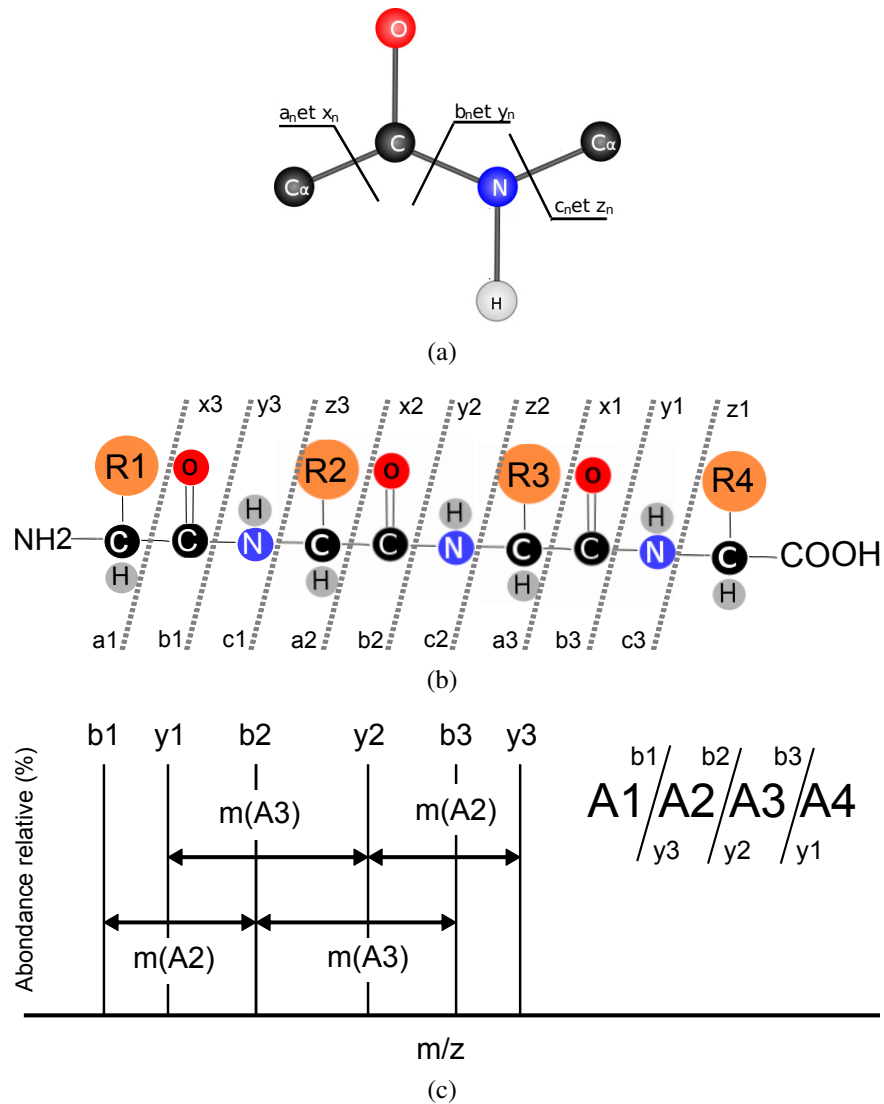 O
aₙet xₙ
bₙet yₙ
C
Cα
Cα
N
cₙet zₙ
H
(a)
x3 y3 z3 x2 y2 z2 x1 y1 z1
R1 O R2 O R3 O R4
H H H
NH2 C C N C C N C C N C COOH
H H H H
a1 b1 c1 a2 b2 c2 a3 b3 c3
(b)
b1 y1 b2 y2 b3 y3
b1 b2 b3
m(A3) m(A2)
A1 A2 A3 A4
y3 y2 y1
m(A2) m(A3)
Abondance relative (%)
m/z
(c)